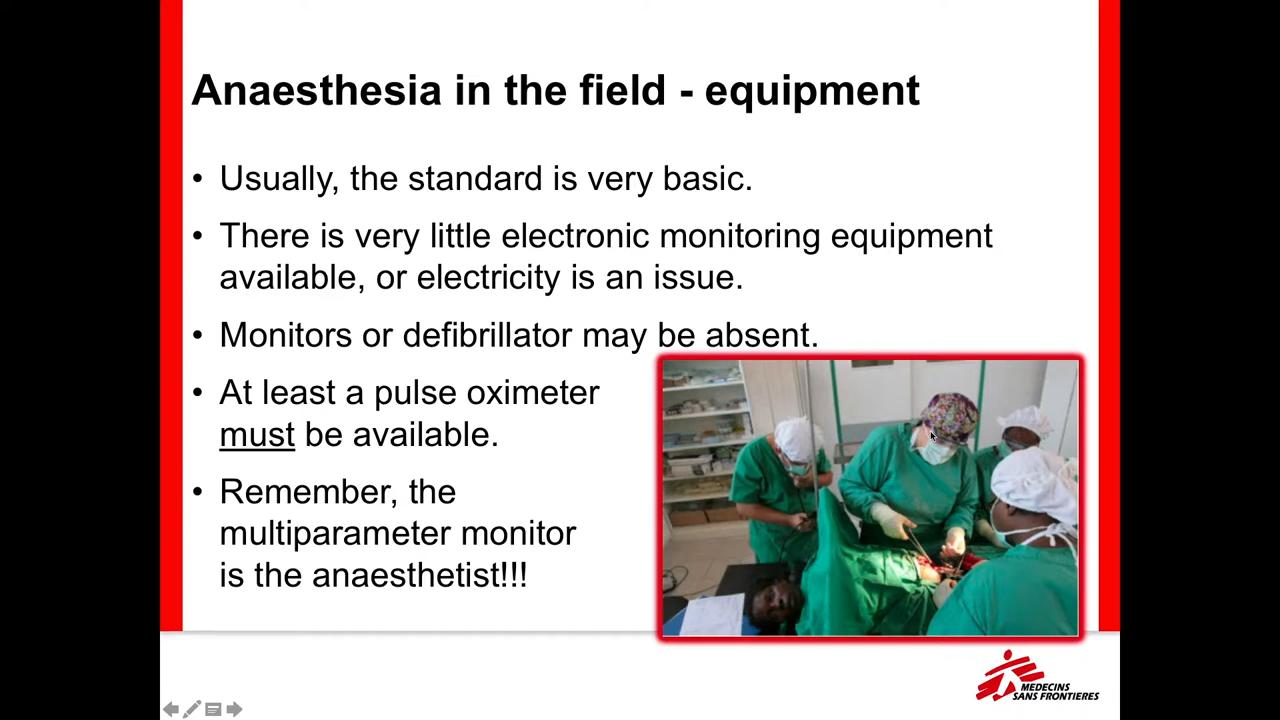 Anaesthesia in the field - equipment
• Usually, the standard is very basic.
• There is very little electronic monitoring equipment
available, or electricity is an issue.
• Monitors or defibrillator may be absent.
• At least a pulse oximeter
must be available.
• Remember, the
multiparameter monitor
is the anaesthetist!!!
MEDECINS
SANS FRONTIERES